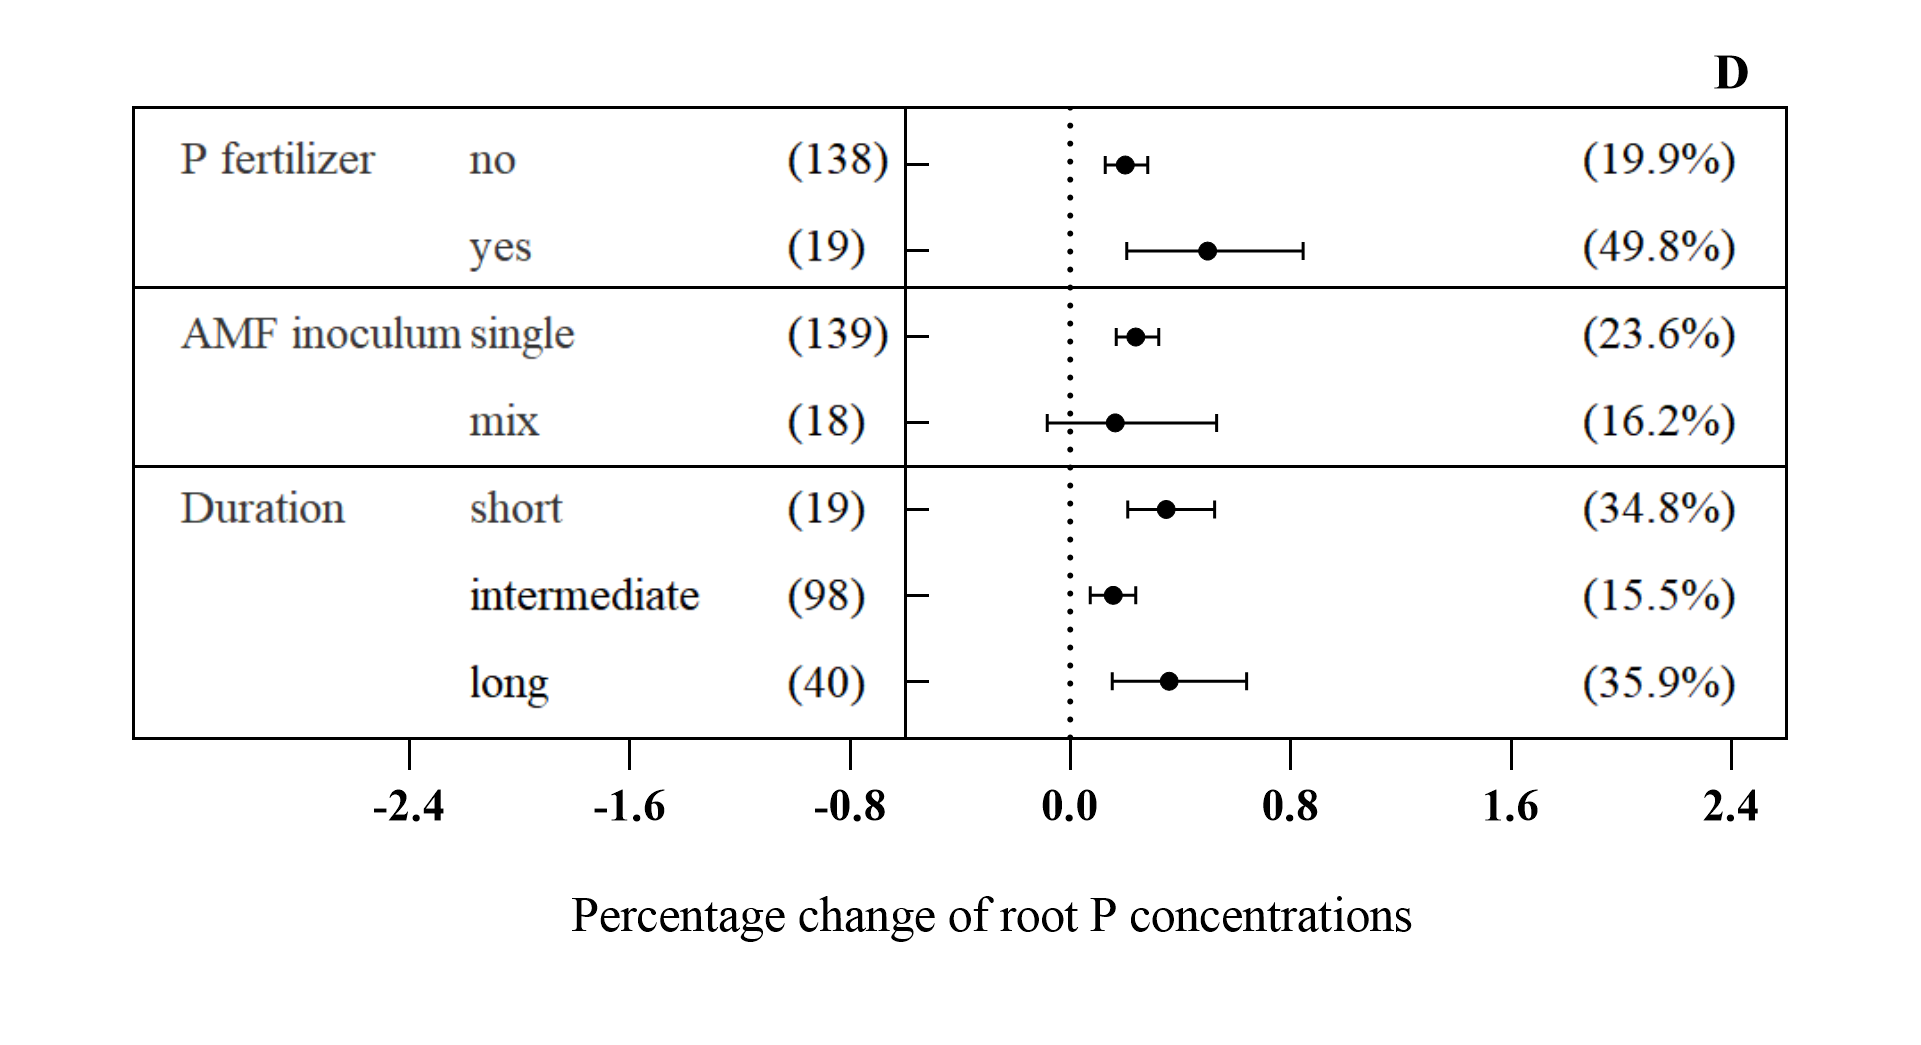 D
P fertilizer no (138) (19.9%)
yes (19) (49.8%)
AMF inoculum single (139) (23.6%)
mix (18) (16.2%)
Duration short (19) (34.8%)
intermediate (98) (15.5%)
long (40) (35.9%)
-2.4 -1.6 -0.8 0.0 0.8 1.6 2.4
Percentage change of root P concentrations